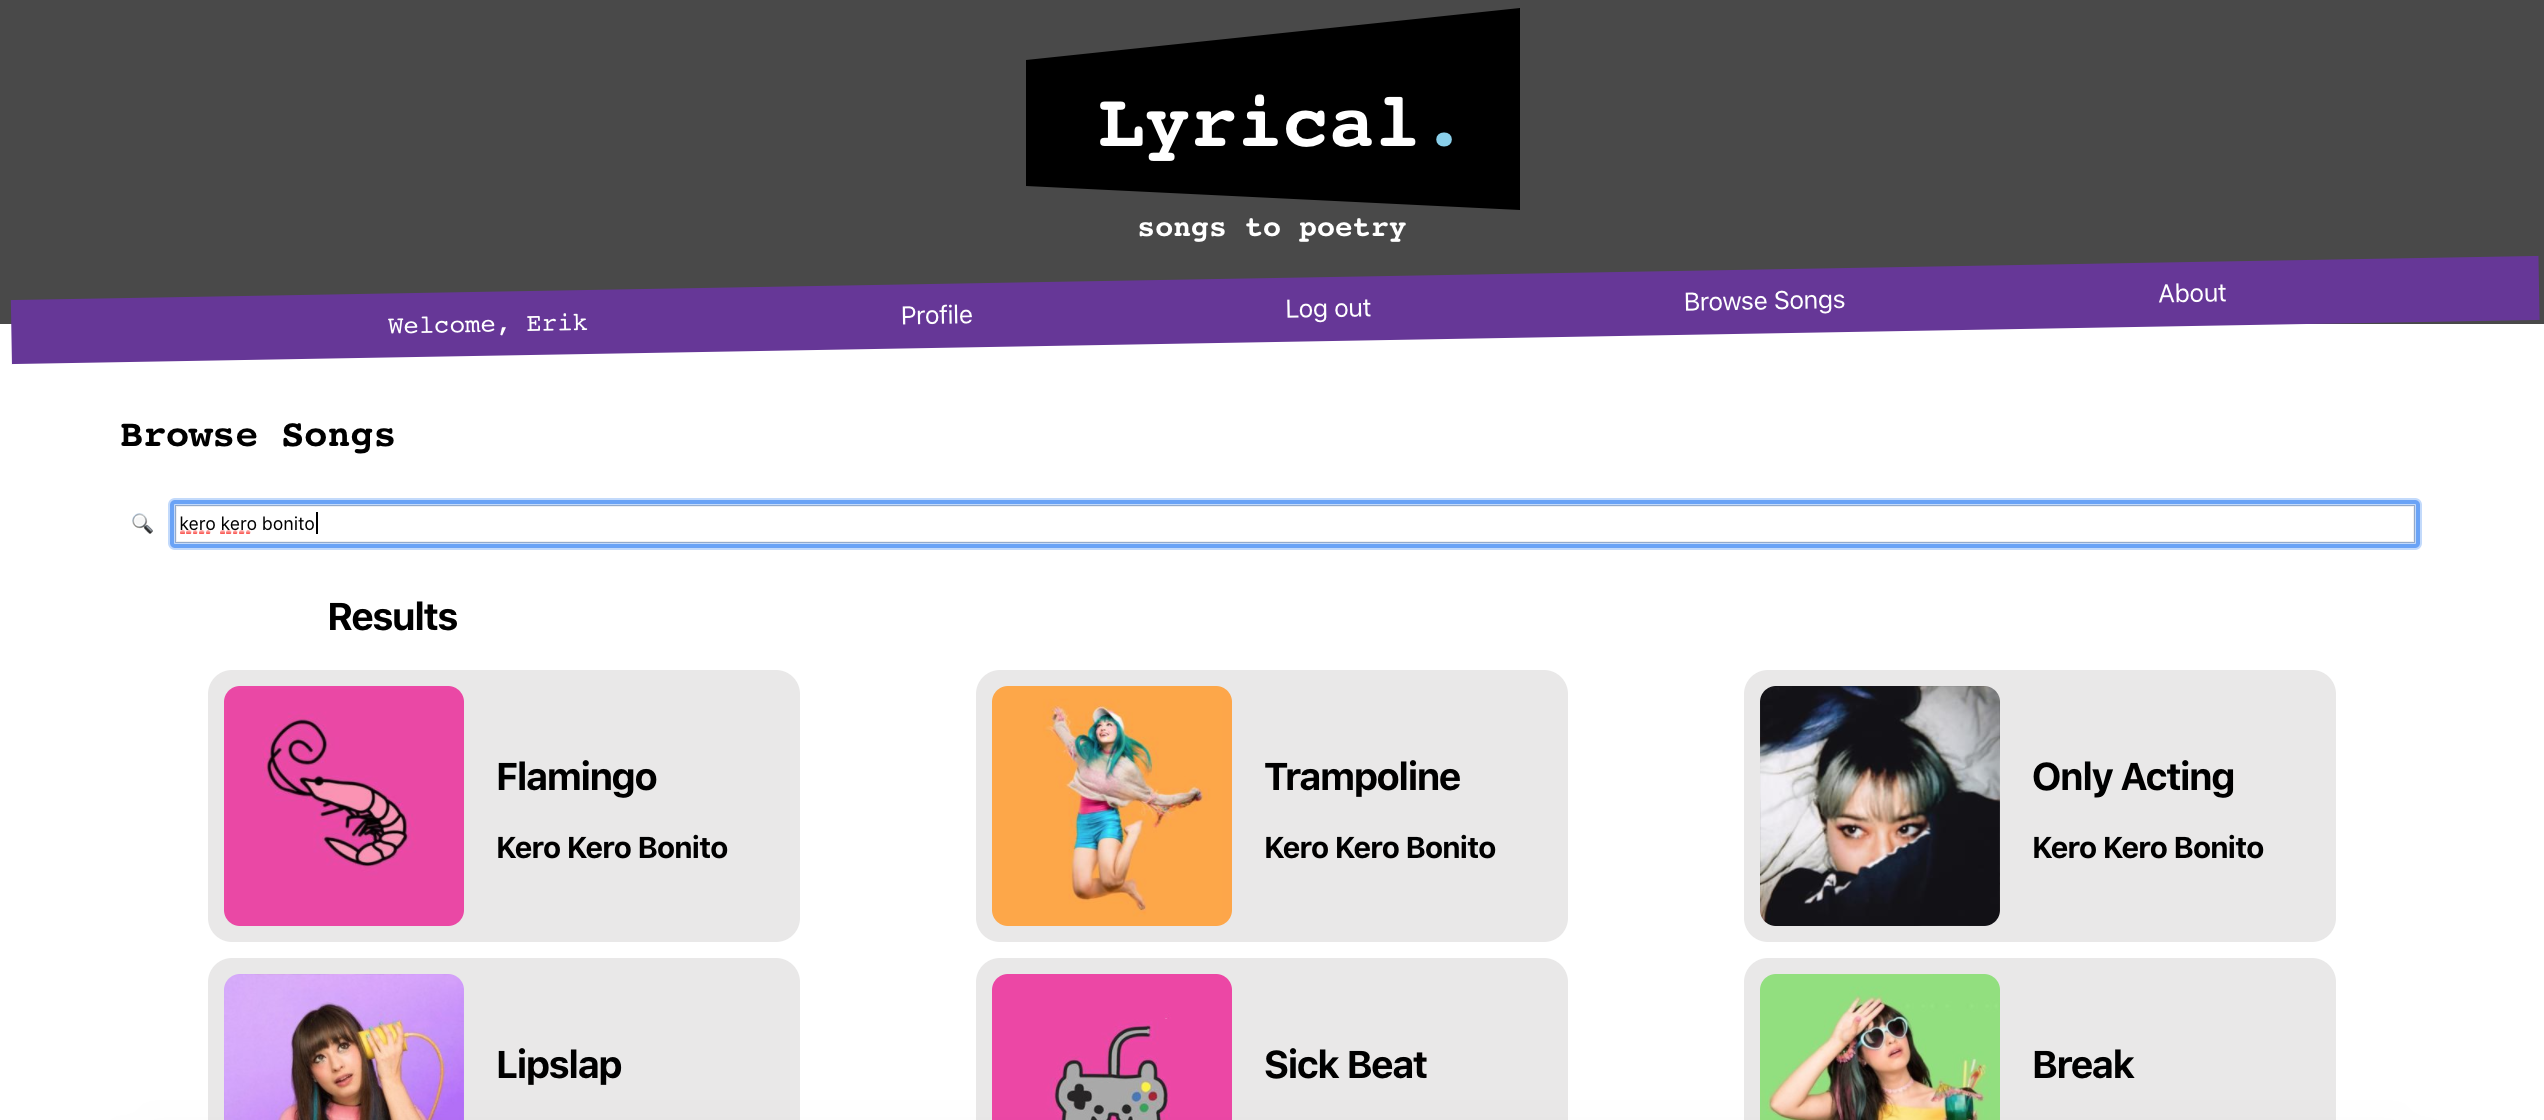 Lyrical.
songs to poetry
Welcome, Erik
Profile
Log out
Browse Songs
About
Browse Songs
kero kero bonito
Results
Flamingo
Kero Kero Bonito
Trampoline
Kero Kero Bonito
Only Acting
Kero Kero Bonito
Lipslap
Sick Beat
Break